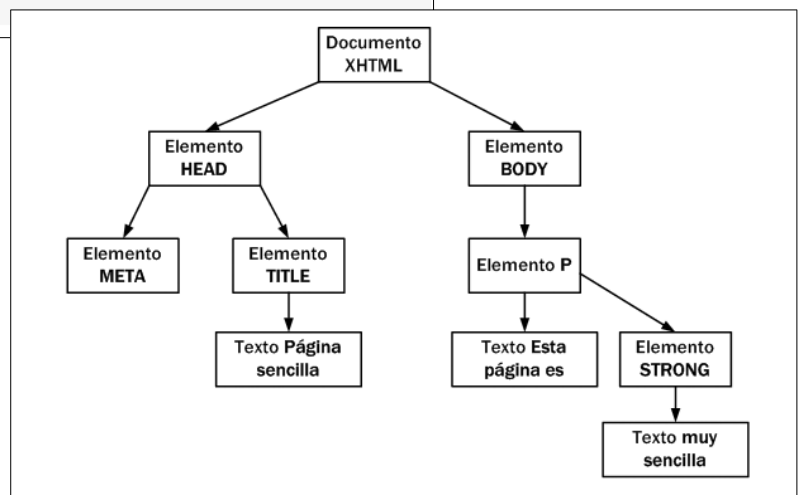 Documento
XHTML
Elemento
HEAD
Elemento
BODY
Elemento
META
Elemento
TITLE
Elemento P
Texto Página
sencilla
Texto Esta
página es
Elemento
STRONG
Texto muy
sencilla